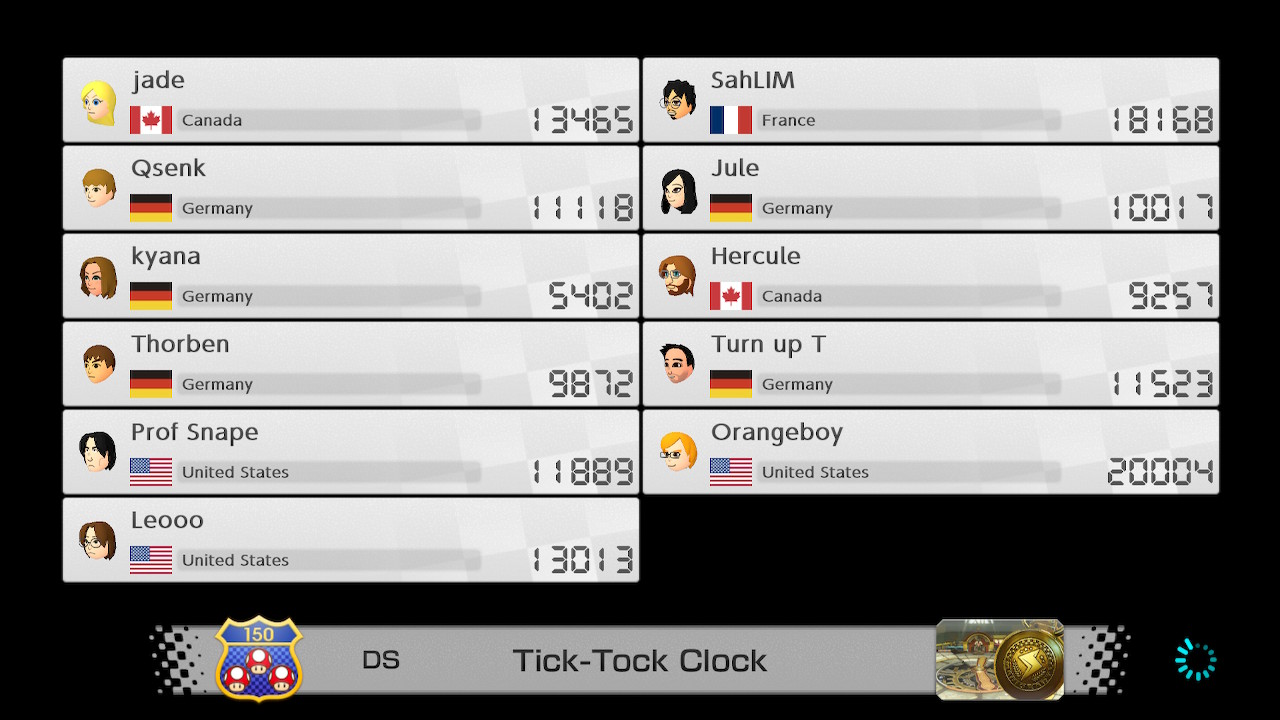 jade
Canada 13465
SahLIM
France 18168
Qsenk
Germany 11118
Jule
Germany 10017
kyana
Germany 5402
Hercule
Canada 9257
Thorben
Germany 9872
Turn up T
Germany 11523
Prof Snape
United States 11889
Orangeboy
United States 20004
Leooo
United States 13013
150 DS Tick-Tock Clock